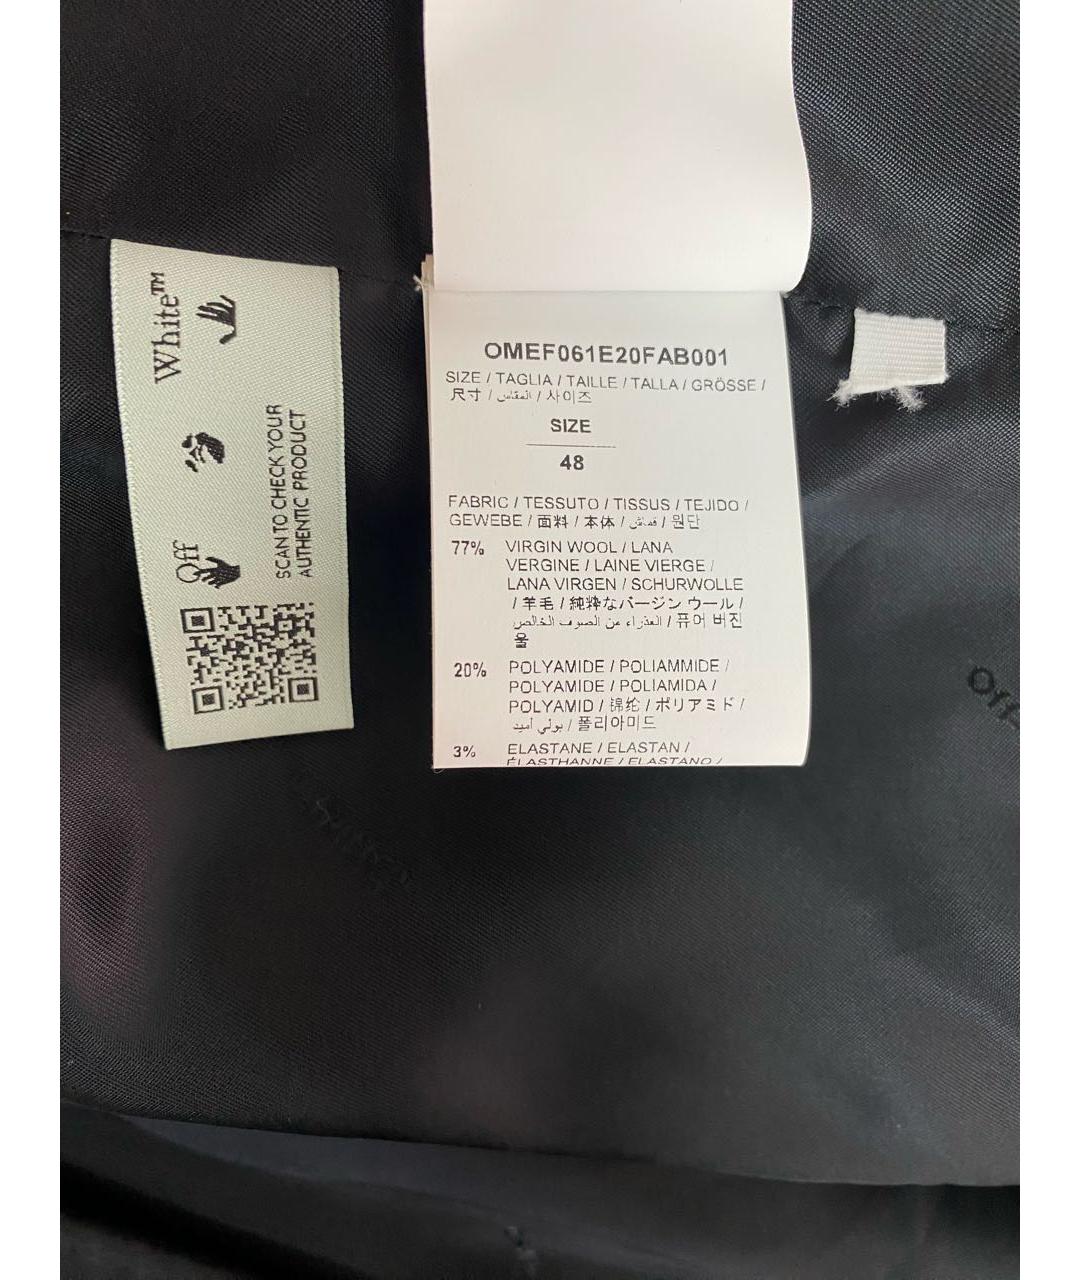 Off White™
SCAN TO CHECK YOUR
AUTHENTIC PRODUCT
OMEF061E20FAB001
SIZE / TAGLIA / TAILLE / TALLA / GRÖSSE /
尺寸 / المقاس / 사이즈
SIZE
48
FABRIC / TESSUTO / TISSUS / TEJIDO /
GEWEBE / 面料 / 本体 / قماش / 원단
77% VIRGIN WOOL / LANA
VERGINE / LAINE VIERGE /
LANA VIRGEN / SCHURWOLLE
/ 羊毛 / 純粋なバージン ウール /
العذراء من الصوف الخالص / 퓨어 버진
울
20% POLYAMIDE / POLIAMMIDE /
POLYAMIDE / POLIAMIDA /
POLYAMID / 锦纶 / ポリアミド /
بولي أميد / 폴리아미드
3% ELASTANE / ELASTAN /
ÉLASTHANNE / ELASTANO /
Off